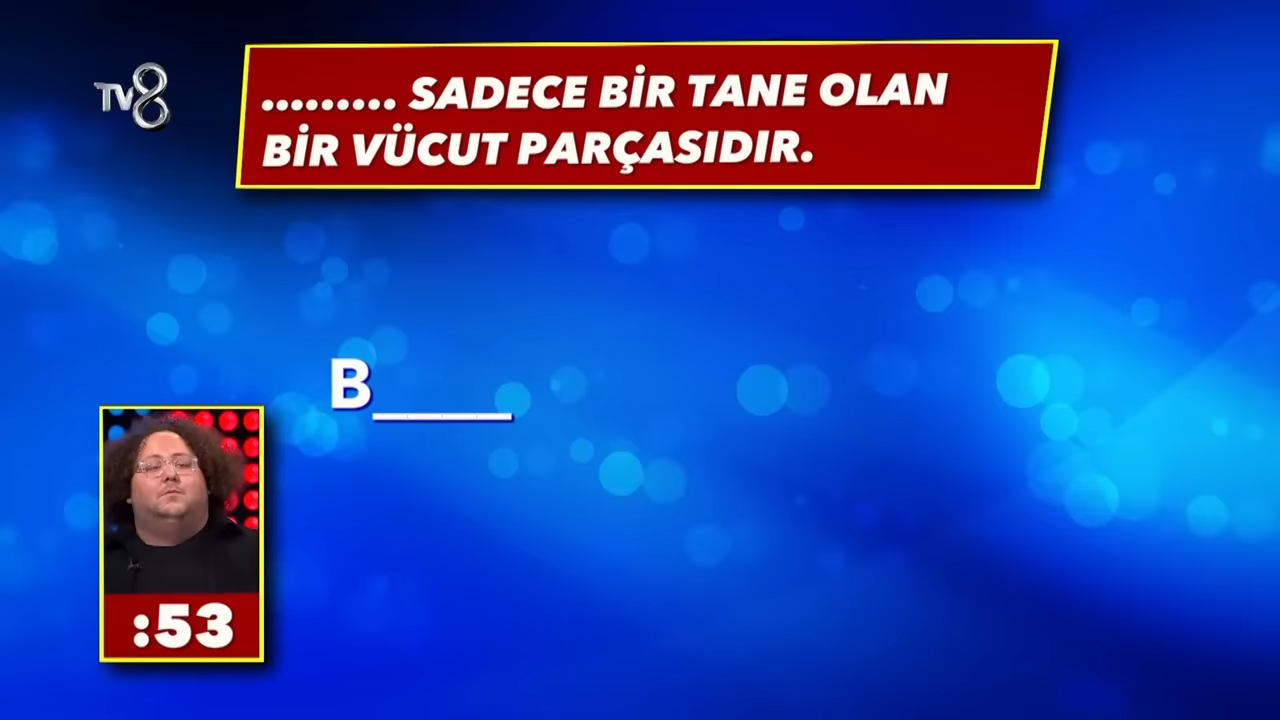 TV8
......... SADECE BİR TANE OLAN
BİR VÜCUT PARÇASIDIR.
B____
:53